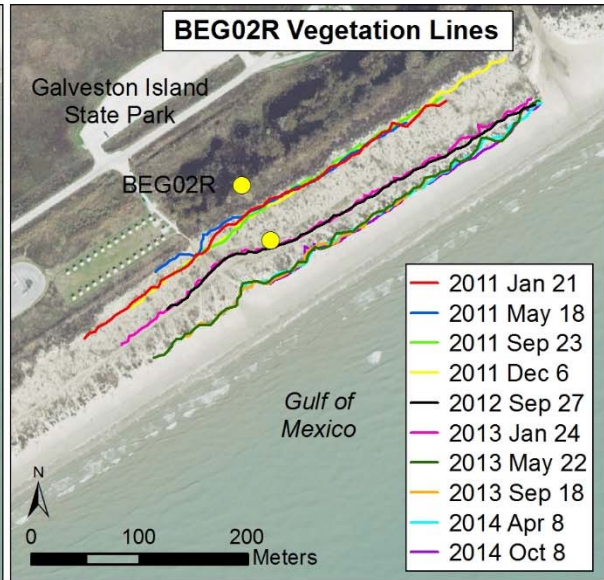 BEG02R Vegetation Lines
Galveston Island
State Park
BEG02R
2011 Jan 21
2011 May 18
2011 Sep 23
2011 Dec 6
2012 Sep 27
2013 Jan 24
2013 May 22
2013 Sep 18
2014 Apr 8
2014 Oct 8
Gulf of
Mexico
N
0 100 200
Meters